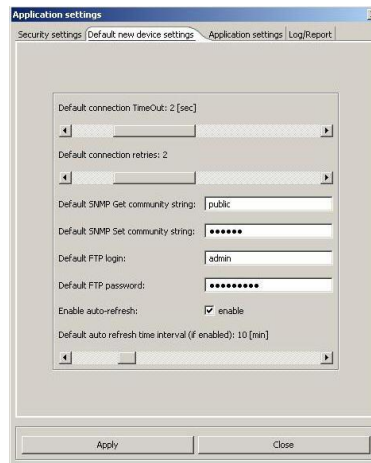 Application settings
Security settings Default new device settings Application settings Log/Report
Default connection TimeOut: 2 [sec]
Default connection retries: 2
Default SNMP Get community string: public
Default SNMP Set community string: ●●●●●●
Default FTP login: admin
Default FTP password: ●●●●●●●●●
Enable auto-refresh: enable
Default auto refresh time interval (if enabled): 10 [min]
Apply Close